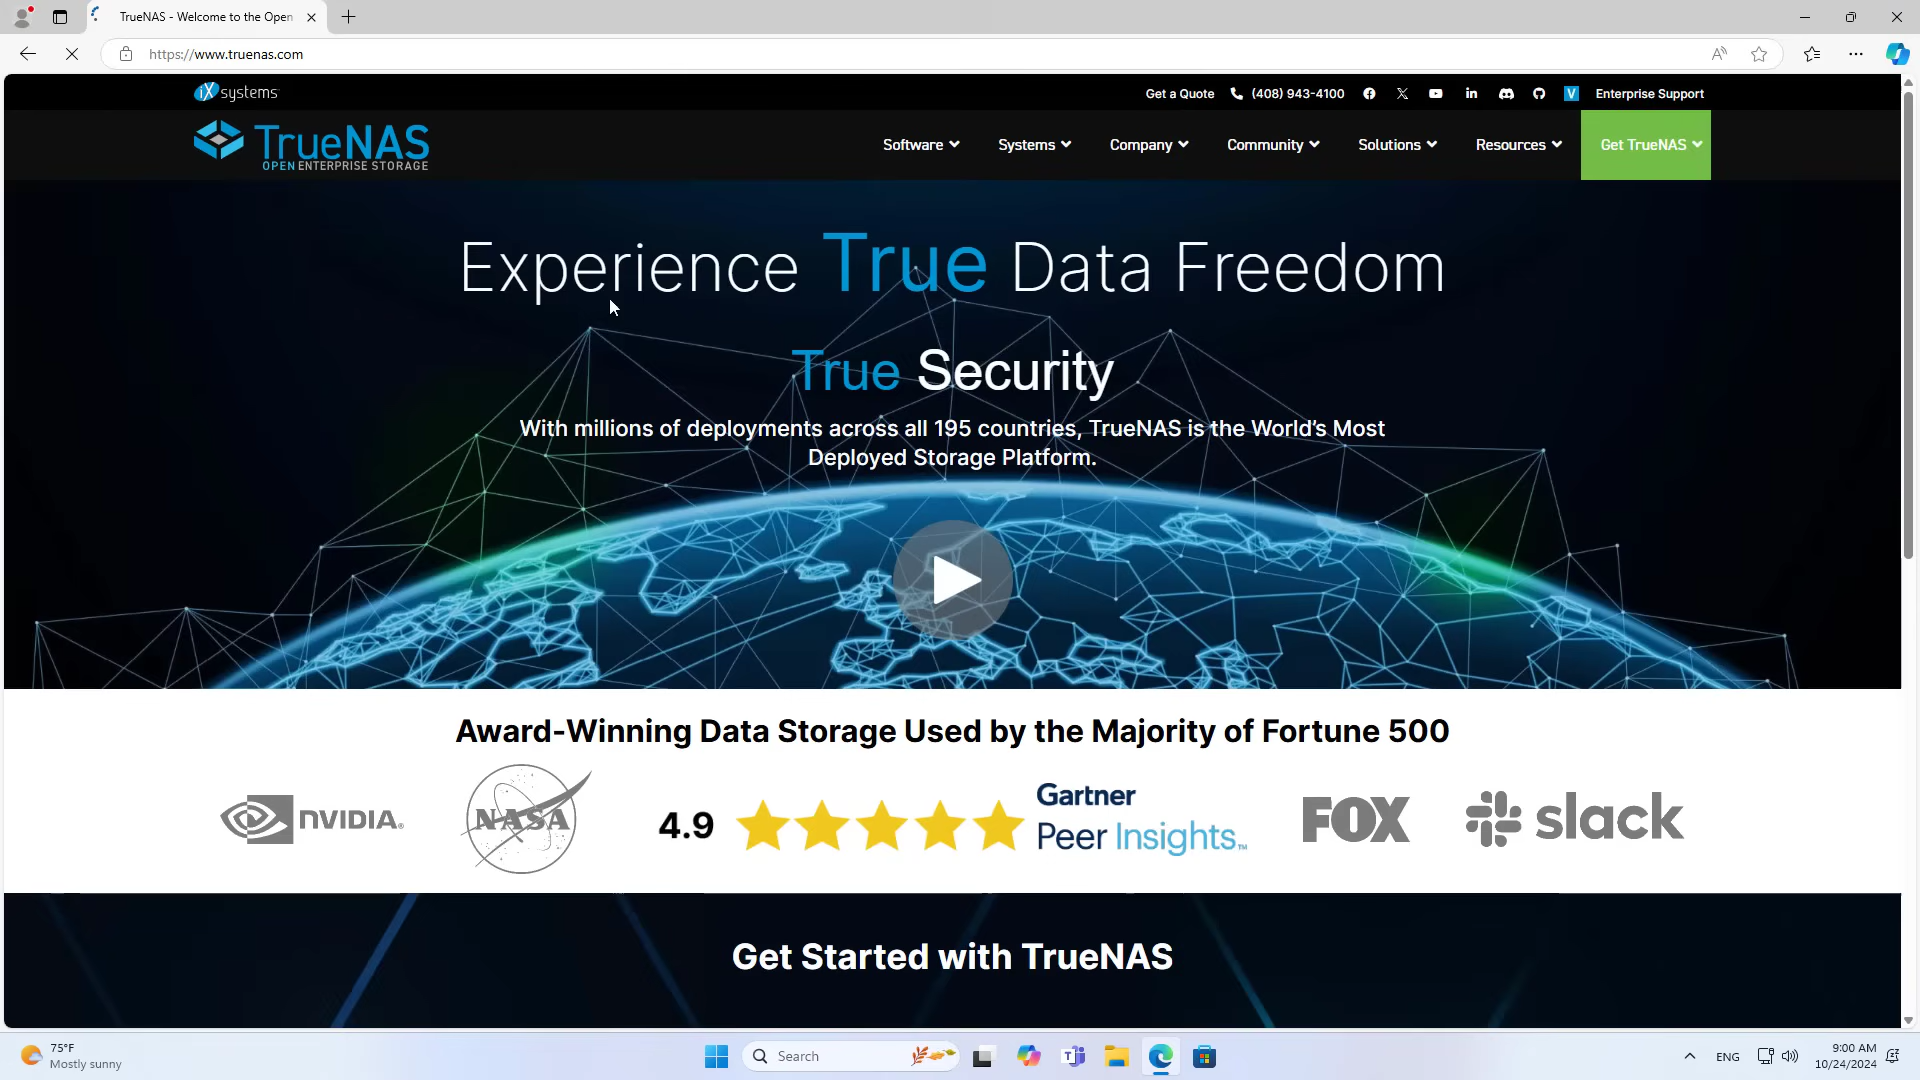 TrueNAS - Welcome to the Open
https://www.truenas.com
iXsystems
Get a Quote (408) 943-4100 V Enterprise Support
TrueNAS
OPEN ENTERPRISE STORAGE
Software Systems Company Community Solutions Resources Get TrueNAS
Experience True Data Freedom
True Security
With millions of deployments across all 195 countries, TrueNAS is the World's Most
Deployed Storage Platform.
Award-Winning Data Storage Used by the Majority of Fortune 500
NVIDIA. NASA 4.9 Gartner
Peer Insights™ FOX slack
Get Started with TrueNAS
75°F
Mostly sunny
Search
ENG
9:00 AM
10/24/2024